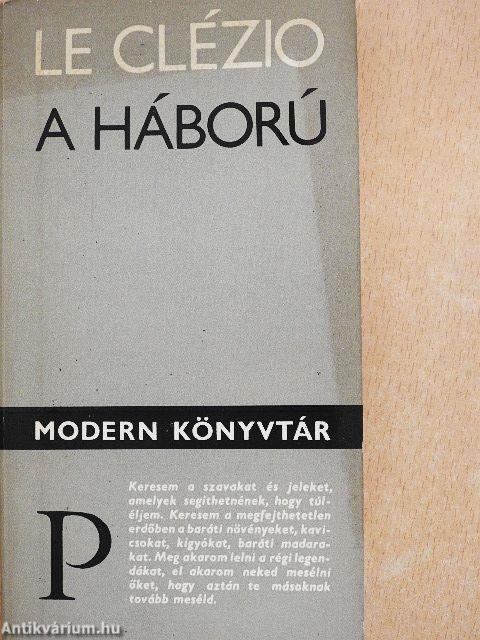 LE CLÉZIO
A HÁBORÚ
MODERN KÖNYVTÁR
P
Keresem a szavakat és jeleket,
amelyek segíthetnének, hogy túl-
éljem. Keresem a megfejthetetlen
erdőben a baráti növényeket, kavi-
csokat, kígyókat, baráti madara-
kat. Meg akarom lelni a régi legen-
dákat, el akarom neked mesélni
őket, hogy aztán te másoknak
tovább meséld.
Antikvárium.hu